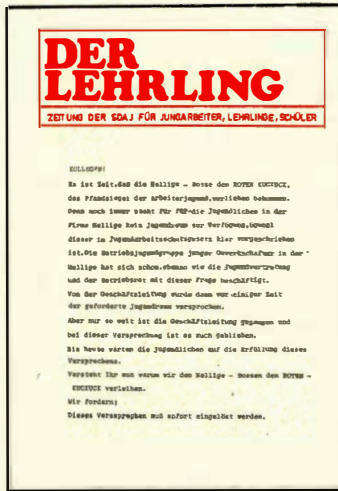 DER
LEHRLING
ZEITUNG DER SDAJ FÜR JUNGARBEITER, LEHRLINGE, SCHÜLER
KOLLEGEN!
Es ist Zeit, daß die Hellige - Bosse den ROTEN KUCKUCK,
das Pfandsiegel der arbeiterjugend, verliehen bekommen.
Denn noch immer steht für die Jugendlichen in der
Firma Hellige kein Jugendraum zur Verfügung, obwohl
dieser im Jugendarbeitsschutzgesetz hier vorgeschrieben
ist. Die Betriebsjugendgruppe junger Gewerkschafter in der
Hellige hat sich schon, ebenso wie die Jugendvertretung
und der Betriebsrat mit dieser Frage beschäftigt.
Von der Geschäftsleitung wurde dann vor einiger Zeit
der geforderte Jugendraum versprochen.
Aber nur so weit ist die Geschäftsleitung gegangen und
bei dieser Versprechung ist es auch geblieben.
Bis heute warten die jugendlichen auf die Erfüllung dieses
Versprechens.
Versteht Ihr nun warum wir den Hellige - Bossen den ROTEN -
KUCKUCK verleihen.
Wir fordern:
Dieses Versprechen muß sofort eingelöst werden.